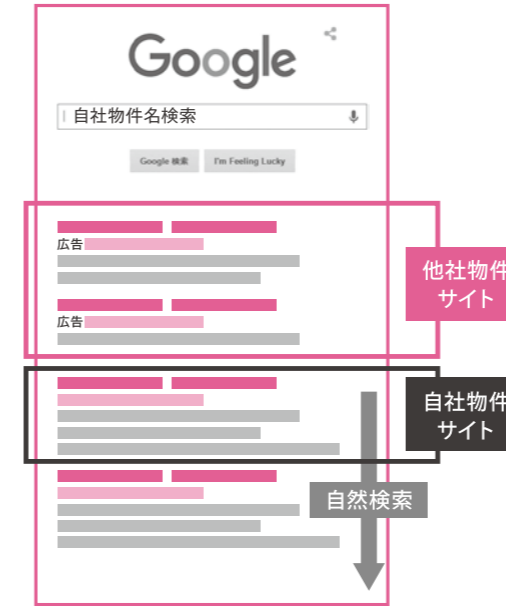 Google
自社物件名検索
Google 検索
I'm Feeling Lucky
広告
他社物件
サイト
広告
自社物件
サイト
自然検索